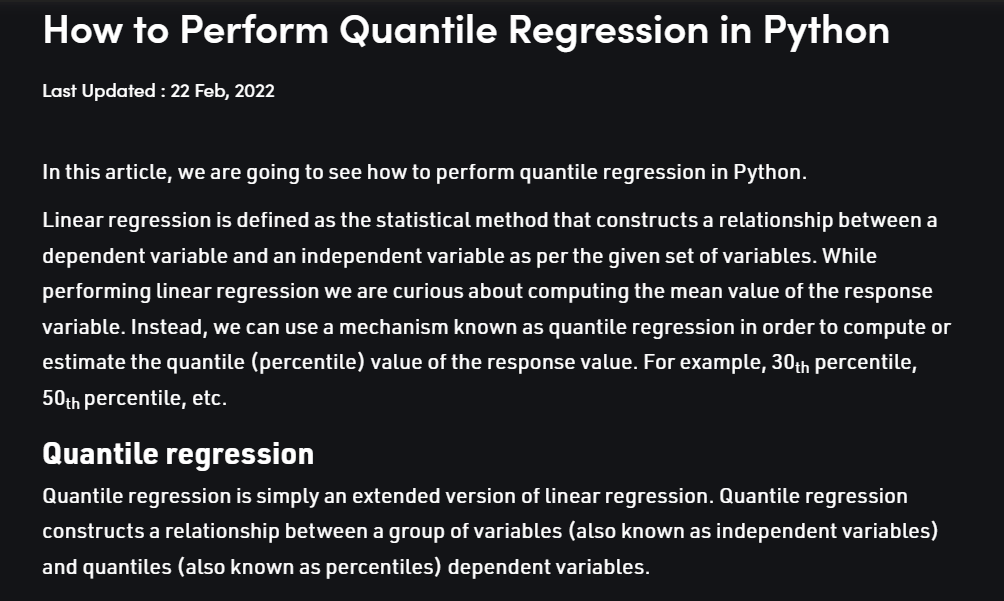 How to Perform Quantile Regression in Python
Last Updated : 22 Feb, 2022
In this article, we are going to see how to perform quantile regression in Python.
Linear regression is defined as the statistical method that constructs a relationship between a
dependent variable and an independent variable as per the given set of variables. While
performing linear regression we are curious about computing the mean value of the response
variable. Instead, we can use a mechanism known as quantile regression in order to compute or
estimate the quantile (percentile) value of the response value. For example, 30th percentile,
50th percentile, etc.
Quantile regression
Quantile regression is simply an extended version of linear regression. Quantile regression
constructs a relationship between a group of variables (also known as independent variables)
and quantiles (also known as percentiles) dependent variables.